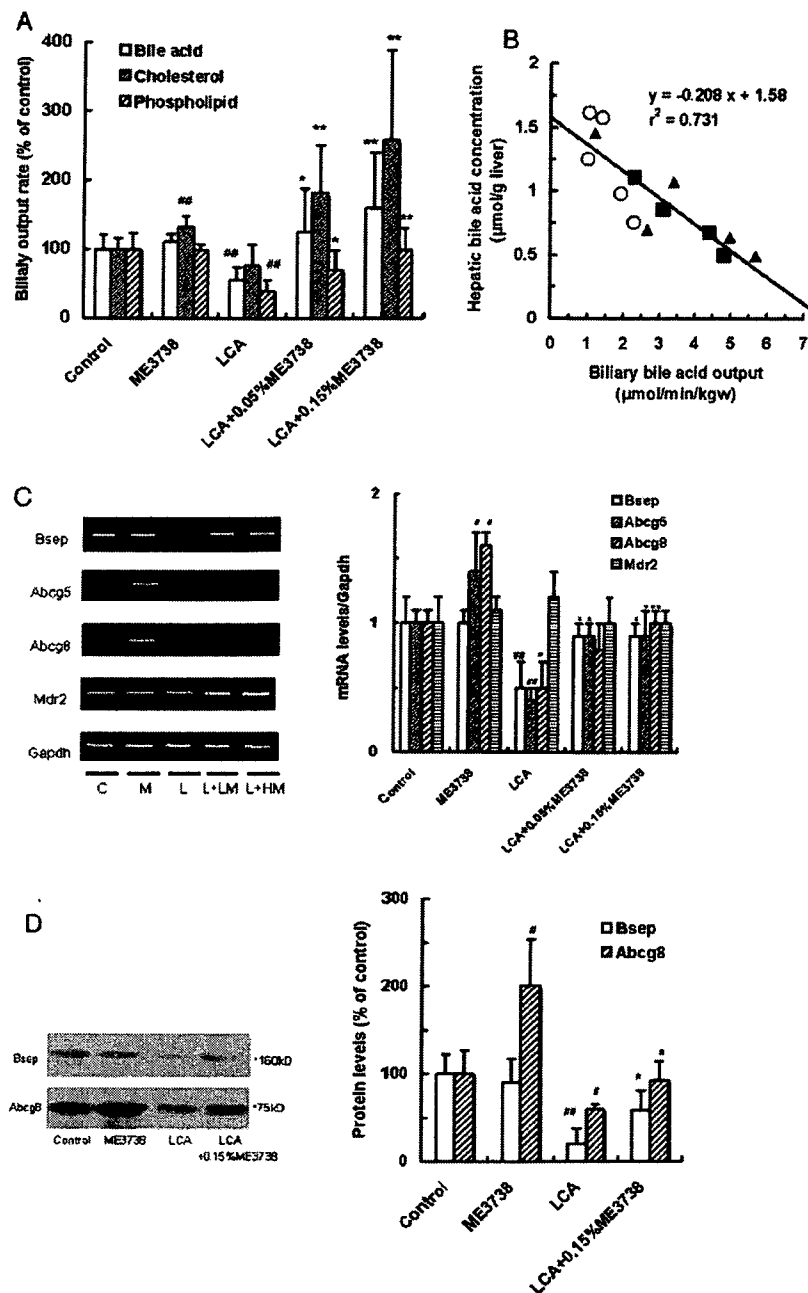 A
Billaly output rate (% of control)
400
300
200
100
0
Bile acid
Cholesterol
Phospholipid
##
##
##
*
**
*
**
**
**
Control
ME3738
LCA
LCA+0.05%ME3738
LCA+0.15%ME3738
B
Hepatic bile acid concentration
(µmol/g liver)
2
1.5
1
0.5
0
y = -0.208 x + 1.58
r² = 0.731
0 1 2 3 4 5 6 7
Biliary bile acid output
(µmol/min/kgw)
C
Bsep
Abcg5
Abcg8
Mdr2
Gapdh
C M L L+LM L+HM
mRNA levels/Gapdh
2
1
0
Bsep
Abcg5
Abcg8
Mdr2
#
#
##
##
#
Control
ME3738
LCA
LCA+0.05%ME3738
LCA+0.15%ME3738
D
Bsep
160kD
Abcg8
75kD
Control ME3738 LCA LCA
+0.15%ME3738
Protein levels (% of control)
300
200
100
0
Bsep
Abcg8
#
##
#
*
Control
ME3738
LCA
LCA+0.15%ME3738